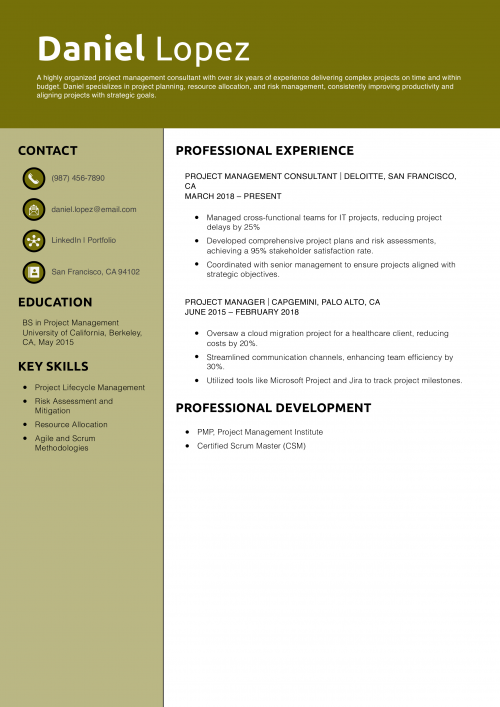 Daniel Lopez
A highly organized project management consultant with over six years of experience delivering complex projects on time and within
budget. Daniel specializes in project planning, resource allocation, and risk management, consistently improving productivity and
aligning projects with strategic goals.
CONTACT
(987) 456-7890
daniel.lopez@email.com
LinkedIn | Portfolio
San Francisco, CA 94102
EDUCATION
BS in Project Management
University of California, Berkeley,
CA, May 2015
KEY SKILLS
• Project Lifecycle Management
• Risk Assessment and
Mitigation
• Resource Allocation
• Agile and Scrum
Methodologies
PROFESSIONAL EXPERIENCE
PROJECT MANAGEMENT CONSULTANT | DELOITTE, SAN FRANCISCO,
CA
MARCH 2018 – PRESENT
• Managed cross-functional teams for IT projects, reducing project
delays by 25%
• Developed comprehensive project plans and risk assessments,
achieving a 95% stakeholder satisfaction rate.
• Coordinated with senior management to ensure projects aligned with
strategic objectives.
PROJECT MANAGER | CAPGEMINI, PALO ALTO, CA
JUNE 2015 – FEBRUARY 2018
• Oversaw a cloud migration project for a healthcare client, reducing
costs by 20%.
• Streamlined communication channels, enhancing team efficiency by
30%.
• Utilized tools like Microsoft Project and Jira to track project milestones.
PROFESSIONAL DEVELOPMENT
• PMP, Project Management Institute
• Certified Scrum Master (CSM)